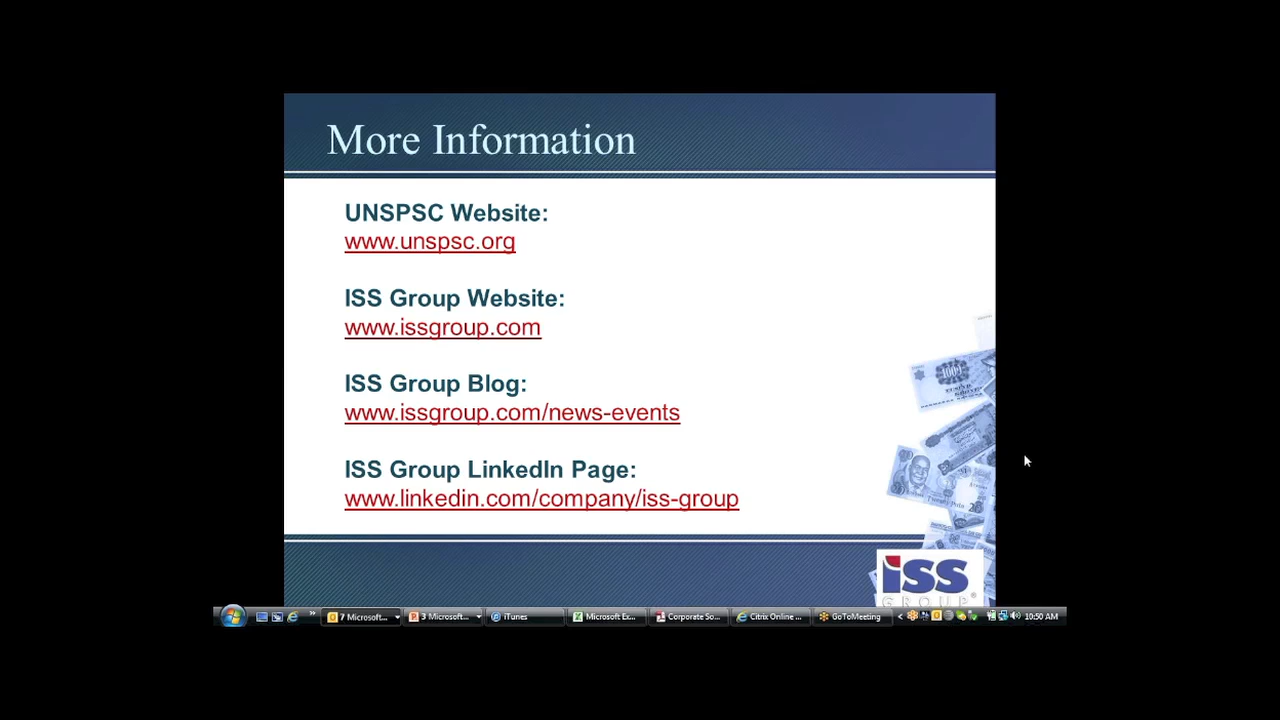 More Information
UNSPSC Website:
www.unspsc.org
ISS Group Website:
www.issgroup.com
ISS Group Blog:
www.issgroup.com/news-events
ISS Group LinkedIn Page:
www.linkedin.com/company/iss-group
iSS
GROUP®
7 Microsoft... 3 Microsoft... iTunes Microsoft Ex... Corporate So... Citrix Online ... GoToMeeting 10:50 AM